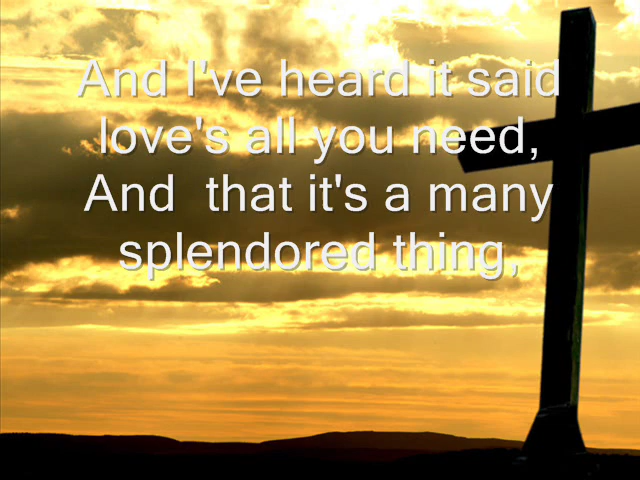 And I've heard it said
love's all you need,
And  that it's a many
splendored thing,